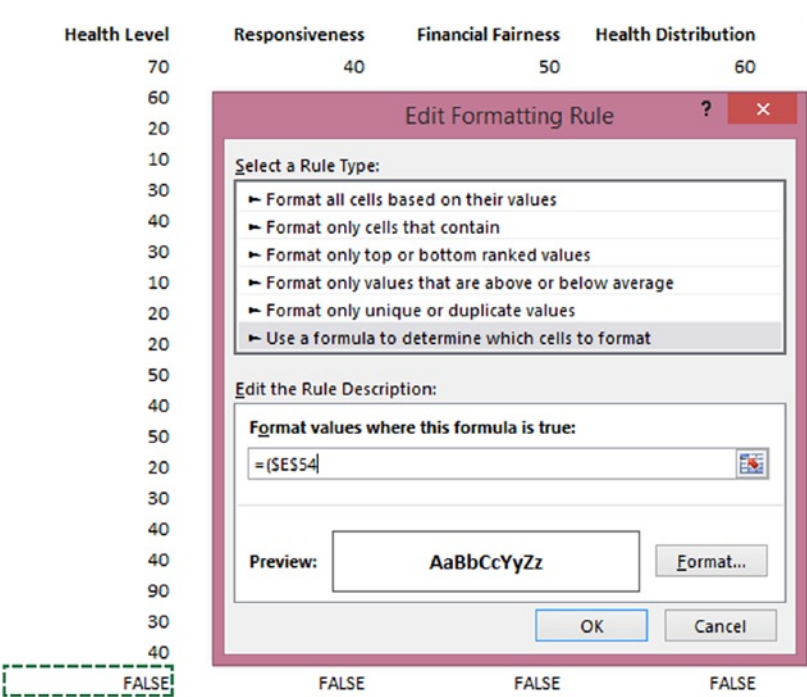 Health Level Responsiveness Financial Fairness Health Distribution
70 40 50 60
60
Edit Formatting Rule ? ×
20
10
Select a Rule Type:
30
► Format all cells based on their values
40
► Format only cells that contain
30
► Format only top or bottom ranked values
10
► Format only values that are above or below average
20
► Format only unique or duplicate values
20
► Use a formula to determine which cells to format
50
Edit the Rule Description:
40
Format values where this formula is true:
50
20
=($E$54
30
40
40
Preview: AaBbCcYyZz Format...
90
30
OK Cancel
40
FALSE FALSE FALSE FALSE